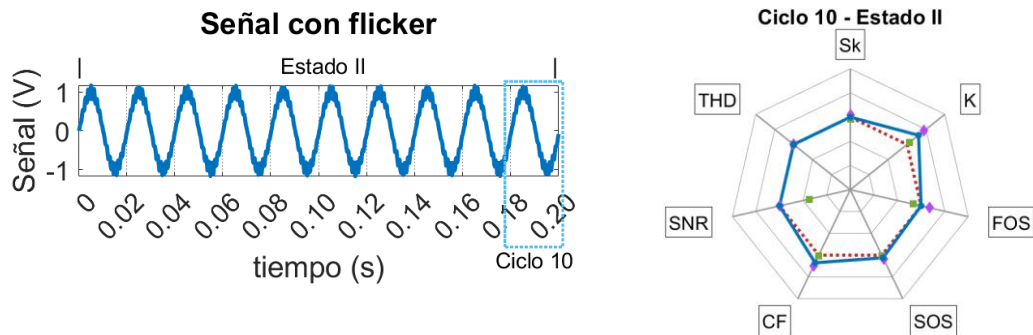 Señal con flicker
Estado II
Señal (V)
1
0
-1
0
0.02
0.04
0.06
0.08
0.10
0.12
0.14
0.16
0.18
0.20
tiempo (s)
Ciclo 10
Ciclo 10 - Estado II
Sk
K
FOS
SOS
CF
SNR
THD